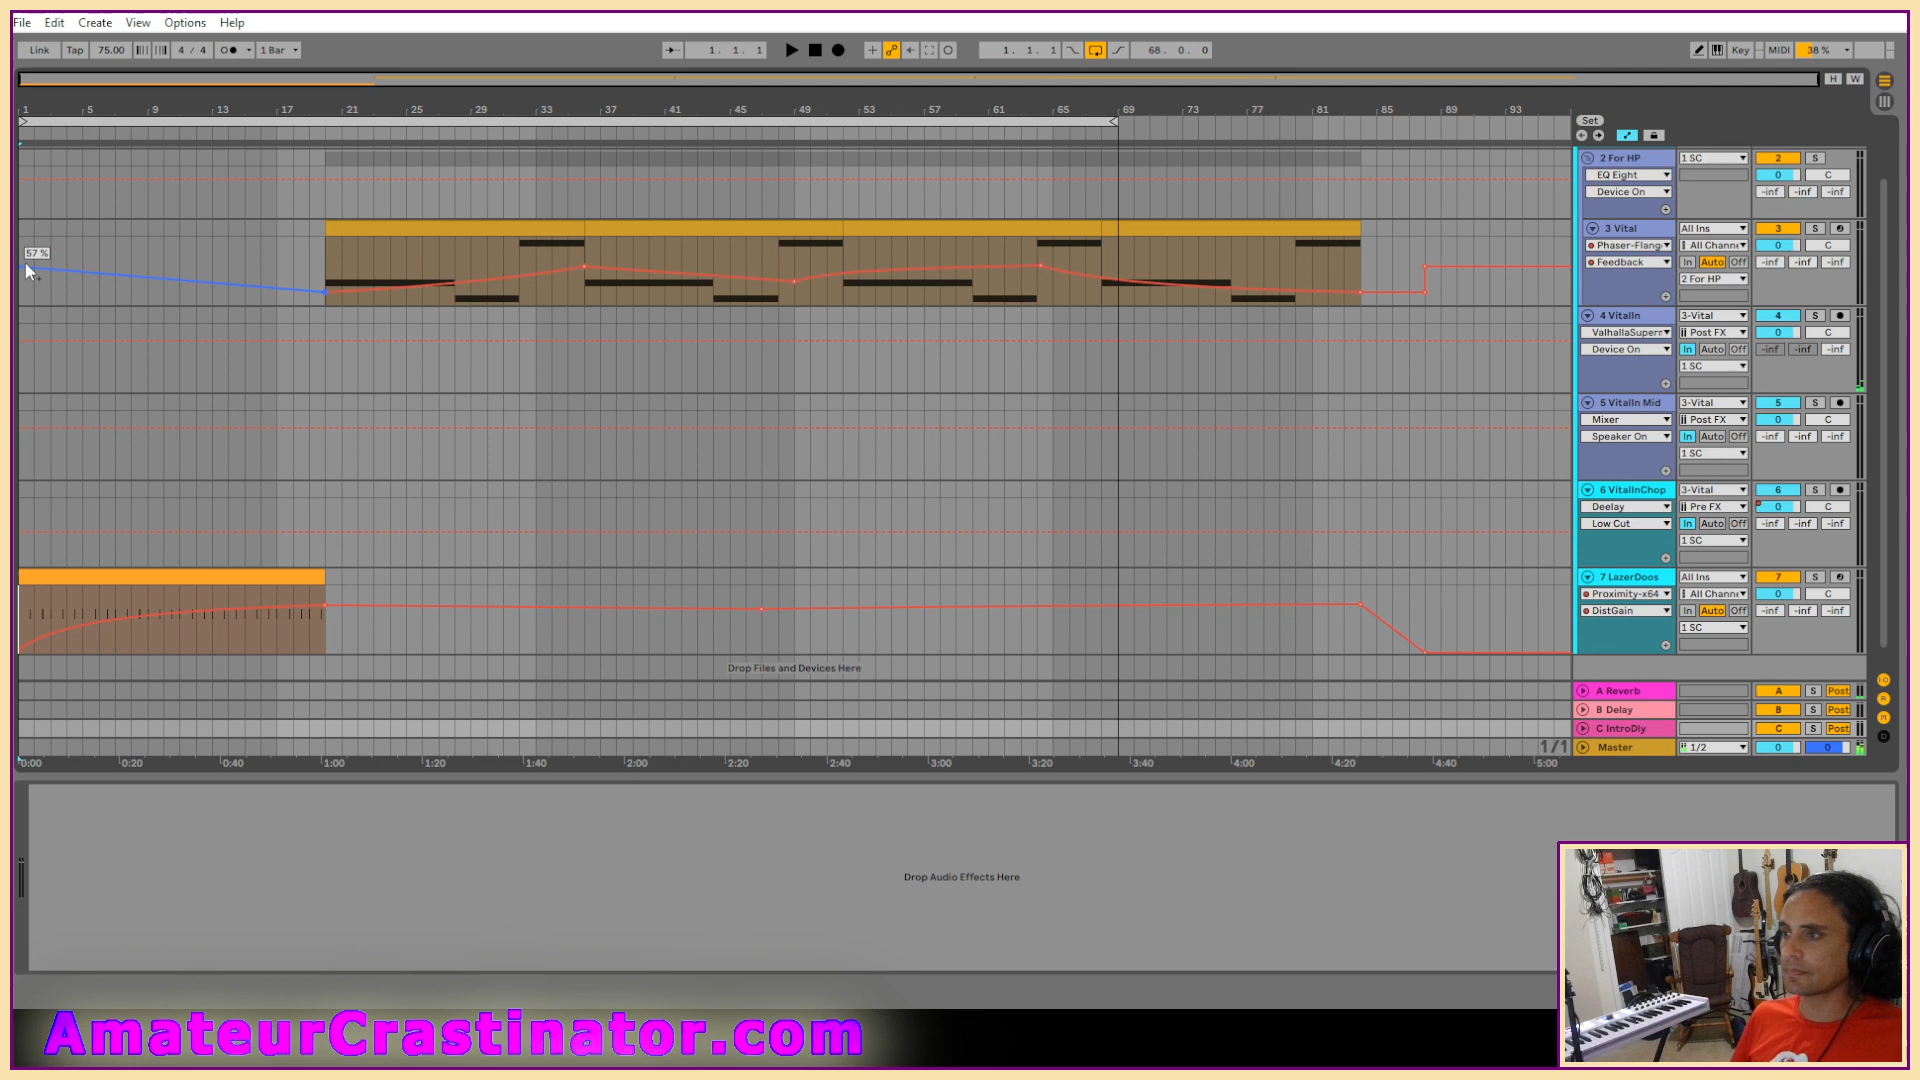 File Edit Create View Options Help
Link Tap 75.00 4 / 4 1 Bar 1. 1. 1 1. 1. 1 68. 0. 0 Key MIDI 38 %
H W
1 5 9 13 17 21 25 29 33 37 41 45 49 53 57 61 65 69 73 77 81 85 89 93
Set
2 For HP 1 SC 2 S
EQ Eight 0 C
Device On -inf -inf -inf
3 Vital All Ins 3 S
Phaser-Flang All Channe 0 C
57 %
Feedback In Auto Off -inf -inf -inf
2 For HP
4 VitalIn 3-Vital 4 S
ValhallaSuperm Post FX 0 C
Device On In Auto Off -inf -inf -inf
1 SC
5 VitalIn Mid 3-Vital 5 S
Mixer Post FX 0 C
Speaker On In Auto Off -inf -inf -inf
1 SC
6 VitalInChop 3-Vital 6 S
Deelay Pre FX 0 C
Low Cut In Auto Off -inf -inf -inf
1 SC
7 LazerDoos All Ins 7 S
Proximity-x64 All Channe 0 C
DistGain In Auto Off -inf -inf -inf
1 SC
Drop Files and Devices Here
A Reverb A S Post
B Delay B S Post
C IntroDly C S Post
1/1 Master 1/2 0 0
0:00 0:20 0:40 1:00 1:20 1:40 2:00 2:20 2:40 3:00 3:20 3:40 4:00 4:20 4:40 5:00
Drop Audio Effects Here
AmateurCrastinator.com